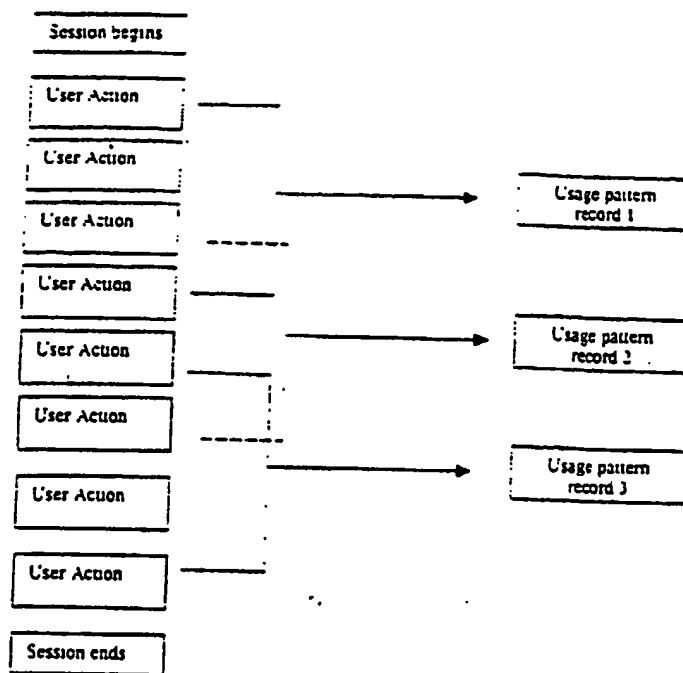 Session begins
User Action
User Action
Usage pattern
record 1
User Action
User Action
User Action
Usage pattern
record 2
User Action
Usage pattern
record 3
User Action
User Action
Session ends